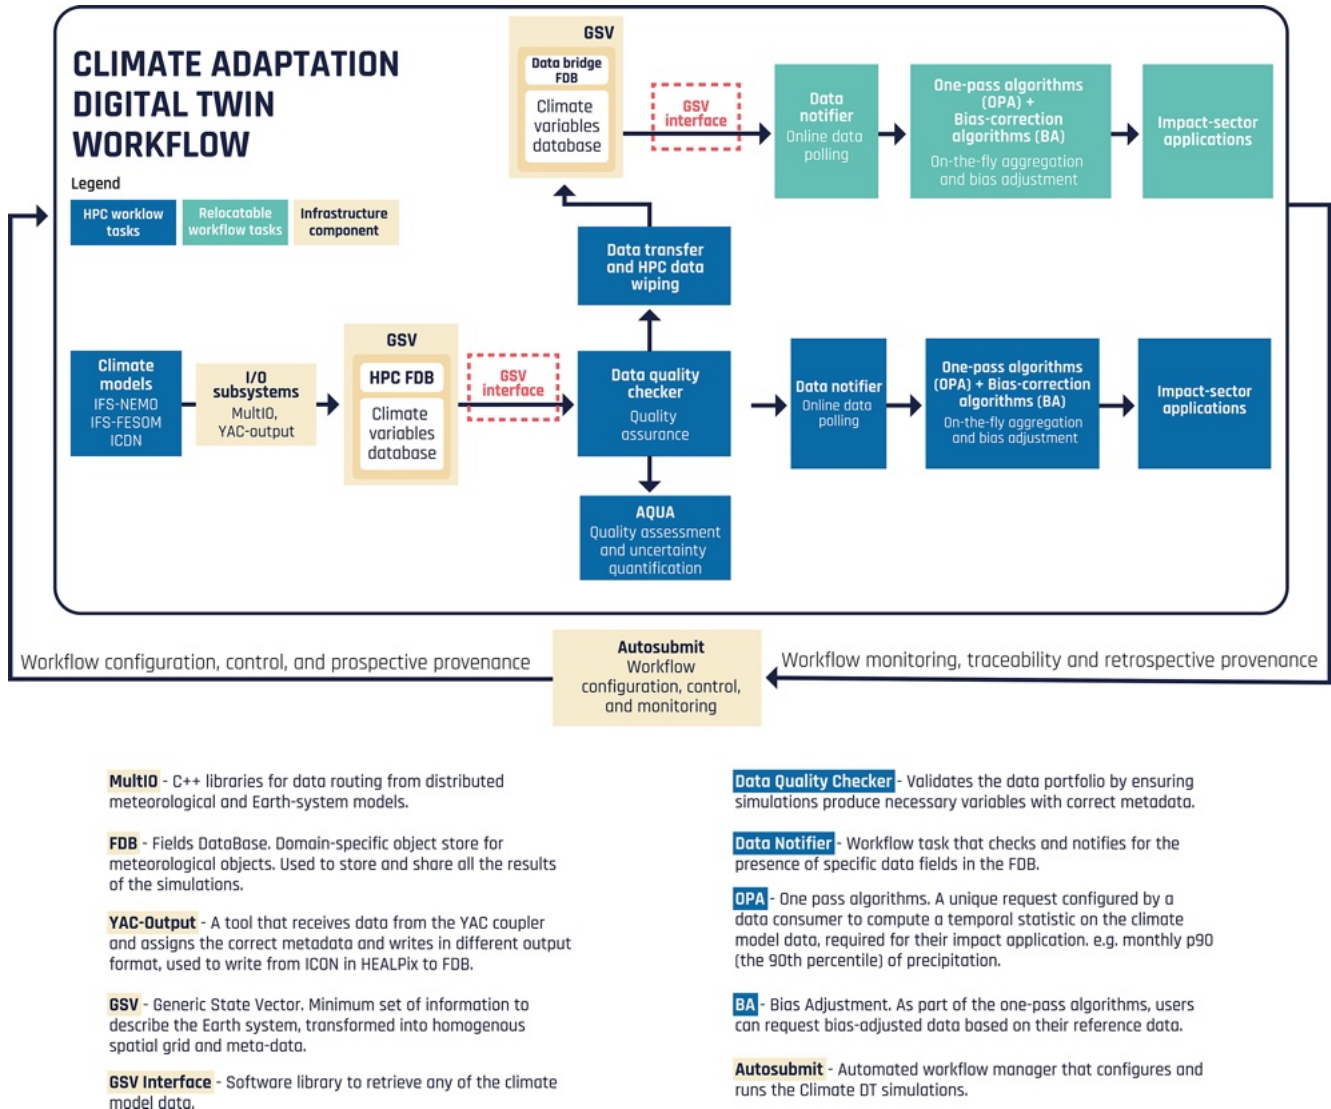 CLIMATE ADAPTATION
DIGITAL TWIN
WORKFLOW
Legend
HPC worklow
tasks
Relocatable
workflow tasks
Infrastructure
component
GSV
Data bridge
FDB
Climate
variables
database
GSV
interface
Data
notifier
Online data
polling
One-pass algorithms
(OPA) +
Bias-correction
algorithms (BA)
On-the-fly aggregation
and bias adjustment
Impact-sector
applications
Data transfer
and HPC data
wiping
Climate
models
IFS-NEMO
IFS-FESOM
ICON
I/O
subsystems
MultIO,
YAC-output
GSV
HPC FDB
Climate
variables
database
GSV
interface
Data quality
checker
Quality
assurance
Data notifier
Online data
polling
One-pass algorithms
(OPA) + Bias-correction
algorithms (BA)
On-the-fly aggregation
and bias adjustment
Impact-sector
applications
AQUA
Quality assessment
and uncertainty
quantification
Workflow configuration, control, and prospective provenance
Autosubmit
Workflow
configuration, control,
and monitoring
Workflow monitoring, traceability and retrospective provenance
MultIO - C++ libraries for data routing from distributed
meteorological and Earth-system models.
FDB - Fields DataBase. Domain-specific object store for
meteorological objects. Used to store and share all the results
of the simulations.
YAC-Output - A tool that receives data from the YAC coupler
and assigns the correct metadata and writes in different output
format, used to write from ICON in HEALPix to FDB.
GSV - Generic State Vector. Minimum set of information to
describe the Earth system, transformed into homogenous
spatial grid and meta-data.
GSV Interface - Software library to retrieve any of the climate
model data.
Data Quality Checker - Validates the data portfolio by ensuring
simulations produce necessary variables with correct metadata.
Data Notifier - Workflow task that checks and notifies for the
presence of specific data fields in the FDB.
OPA - One pass algorithms. A unique request configured by a
data consumer to compute a temporal statistic on the climate
model data, required for their impact application. e.g. monthly p90
(the 90th percentile) of precipitation.
BA - Bias Adjustment. As part of the one-pass algorithms, users
can request bias-adjusted data based on their reference data.
Autosubmit - Automated workflow manager that configures and
runs the Climate DT simulations.